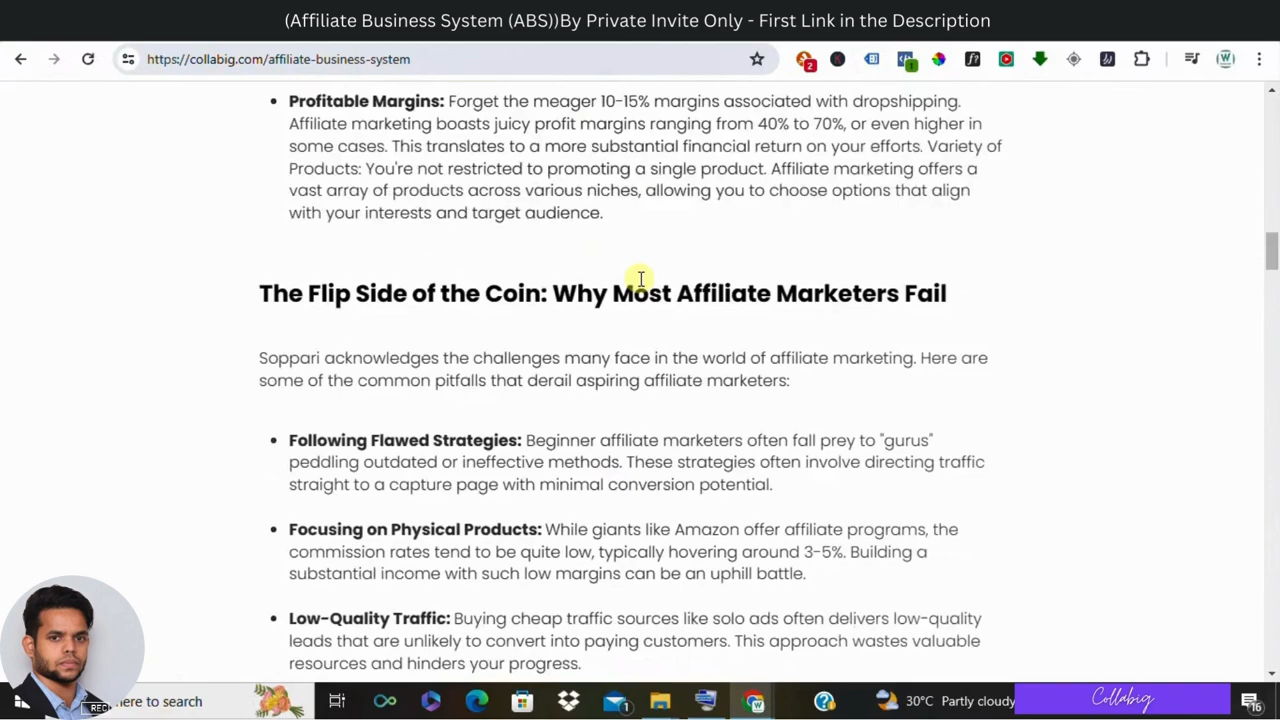 (Affiliate Business System (ABS))By Private Invite Only - First Link in the Description
https://collabig.com/affiliate-business-system
2
1
f?
W
Profitable Margins: Forget the meager 10-15% margins associated with dropshipping.
Affiliate marketing boasts juicy profit margins ranging from 40% to 70%, or even higher in
some cases. This translates to a more substantial financial return on your efforts. Variety of
Products: You're not restricted to promoting a single product. Affiliate marketing offers a
vast array of products across various niches, allowing you to choose options that align
with your interests and target audience.
The Flip Side of the Coin: Why Most Affiliate Marketers Fail
Soppari acknowledges the challenges many face in the world of affiliate marketing. Here are
some of the common pitfalls that derail aspiring affiliate marketers:
Following Flawed Strategies: Beginner affiliate marketers often fall prey to "gurus"
peddling outdated or ineffective methods. These strategies often involve directing traffic
straight to a capture page with minimal conversion potential.
Focusing on Physical Products: While giants like Amazon offer affiliate programs, the
commission rates tend to be quite low, typically hovering around 3-5%. Building a
substantial income with such low margins can be an uphill battle.
Low-Quality Traffic: Buying cheap traffic sources like solo ads often delivers low-quality
leads that are unlikely to convert into paying customers. This approach wastes valuable
resources and hinders your progress.
REC
here to search
1
W
30°C Partly cloudy
Collabig
16